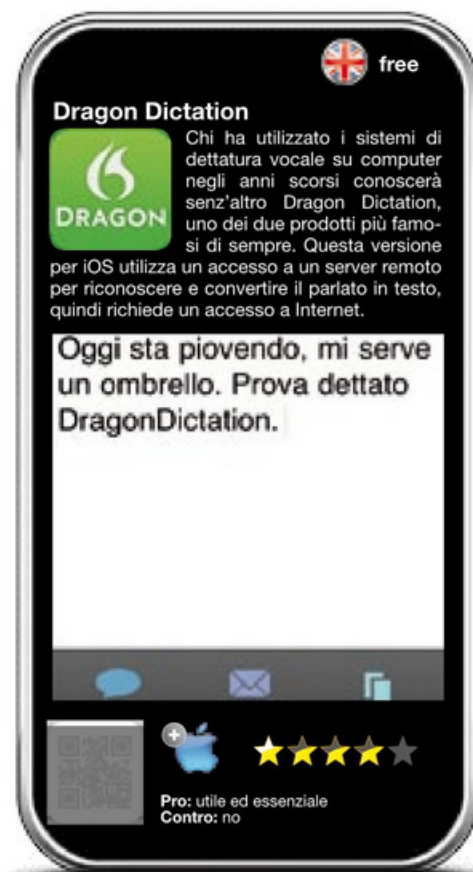 free
Dragon Dictation
DRAGON
Chi ha utilizzato i sistemi di
dettatura vocale su computer
negli anni scorsi conoscerà
senz'altro Dragon Dictation,
uno dei due prodotti più famo-
si di sempre. Questa versione
per iOS utilizza un accesso a un server remoto
per riconoscere e convertire il parlato in testo,
quindi richiede un accesso a Internet.
Oggi sta piovendo, mi serve
un ombrello. Prova dettato
DragonDictation.
Pro: utile ed essenziale
Contro: no